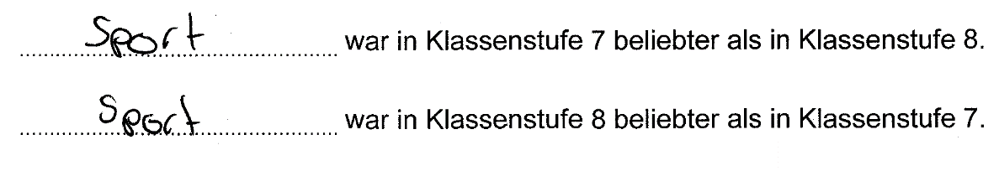 Sport war in Klassenstufe 7 beliebter als in Klassenstufe 8.
Sport war in Klassenstufe 8 beliebter als in Klassenstufe 7.